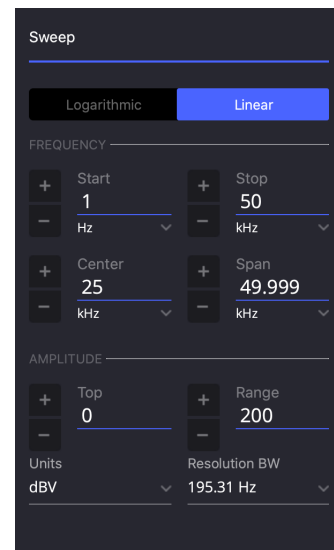 Sweep
Logarithmic Linear
FREQUENCY
+ Start + Stop
1 50
- Hz - kHz
+ Center + Span
25 49.999
- kHz - kHz
AMPLITUDE
+ Top + Range
0 200
- -
Units Resolution BW
dBV 195.31 Hz